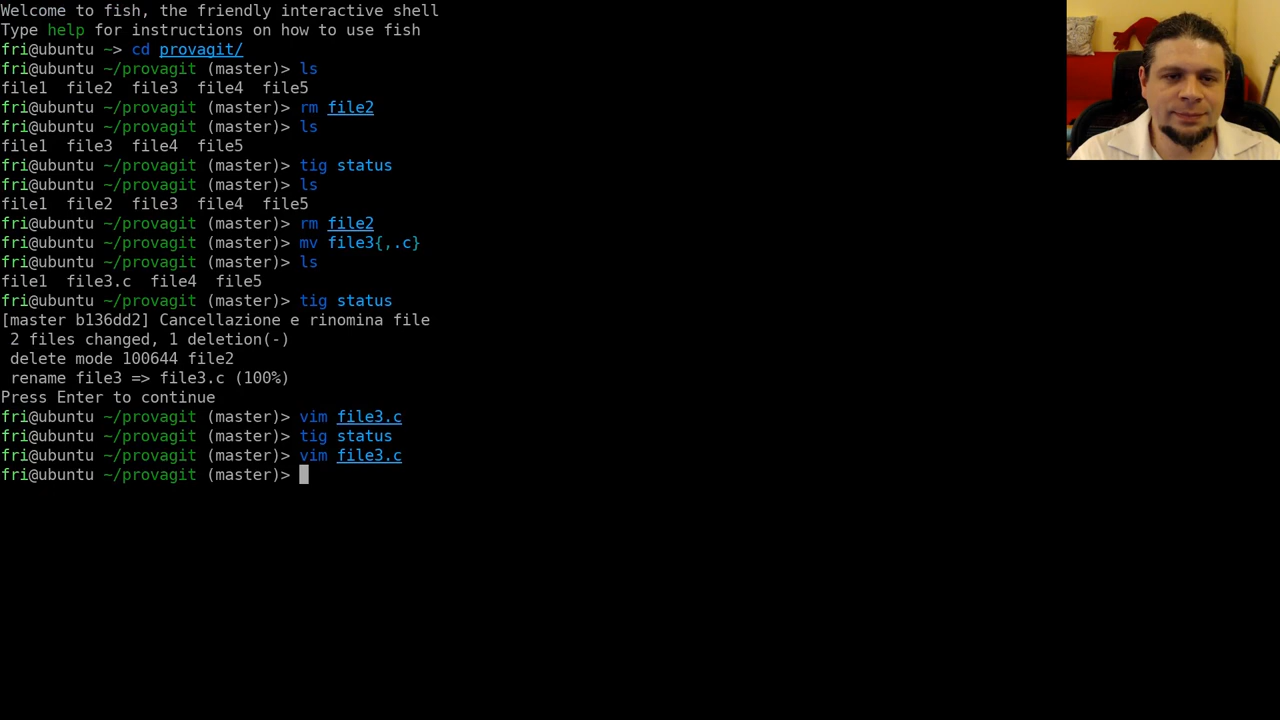 Welcome to fish, the friendly interactive shell
Type help for instructions on how to use fish
fri@ubuntu ~> cd provagit/
fri@ubuntu ~/provagit (master)> ls
file1  file2  file3  file4  file5
fri@ubuntu ~/provagit (master)> rm file2
fri@ubuntu ~/provagit (master)> ls
file1  file3  file4  file5
fri@ubuntu ~/provagit (master)> tig status
fri@ubuntu ~/provagit (master)> ls
file1  file2  file3  file4  file5
fri@ubuntu ~/provagit (master)> rm file2
fri@ubuntu ~/provagit (master)> mv file3{,.c}
fri@ubuntu ~/provagit (master)> ls
file1  file3.c  file4  file5
fri@ubuntu ~/provagit (master)> tig status
[master b136dd2] Cancellazione e rinomina file
 2 files changed, 1 deletion(-)
 delete mode 100644 file2
 rename file3 => file3.c (100%)
Press Enter to continue
fri@ubuntu ~/provagit (master)> vim file3.c
fri@ubuntu ~/provagit (master)> tig status
fri@ubuntu ~/provagit (master)> vim file3.c
fri@ubuntu ~/provagit (master)>